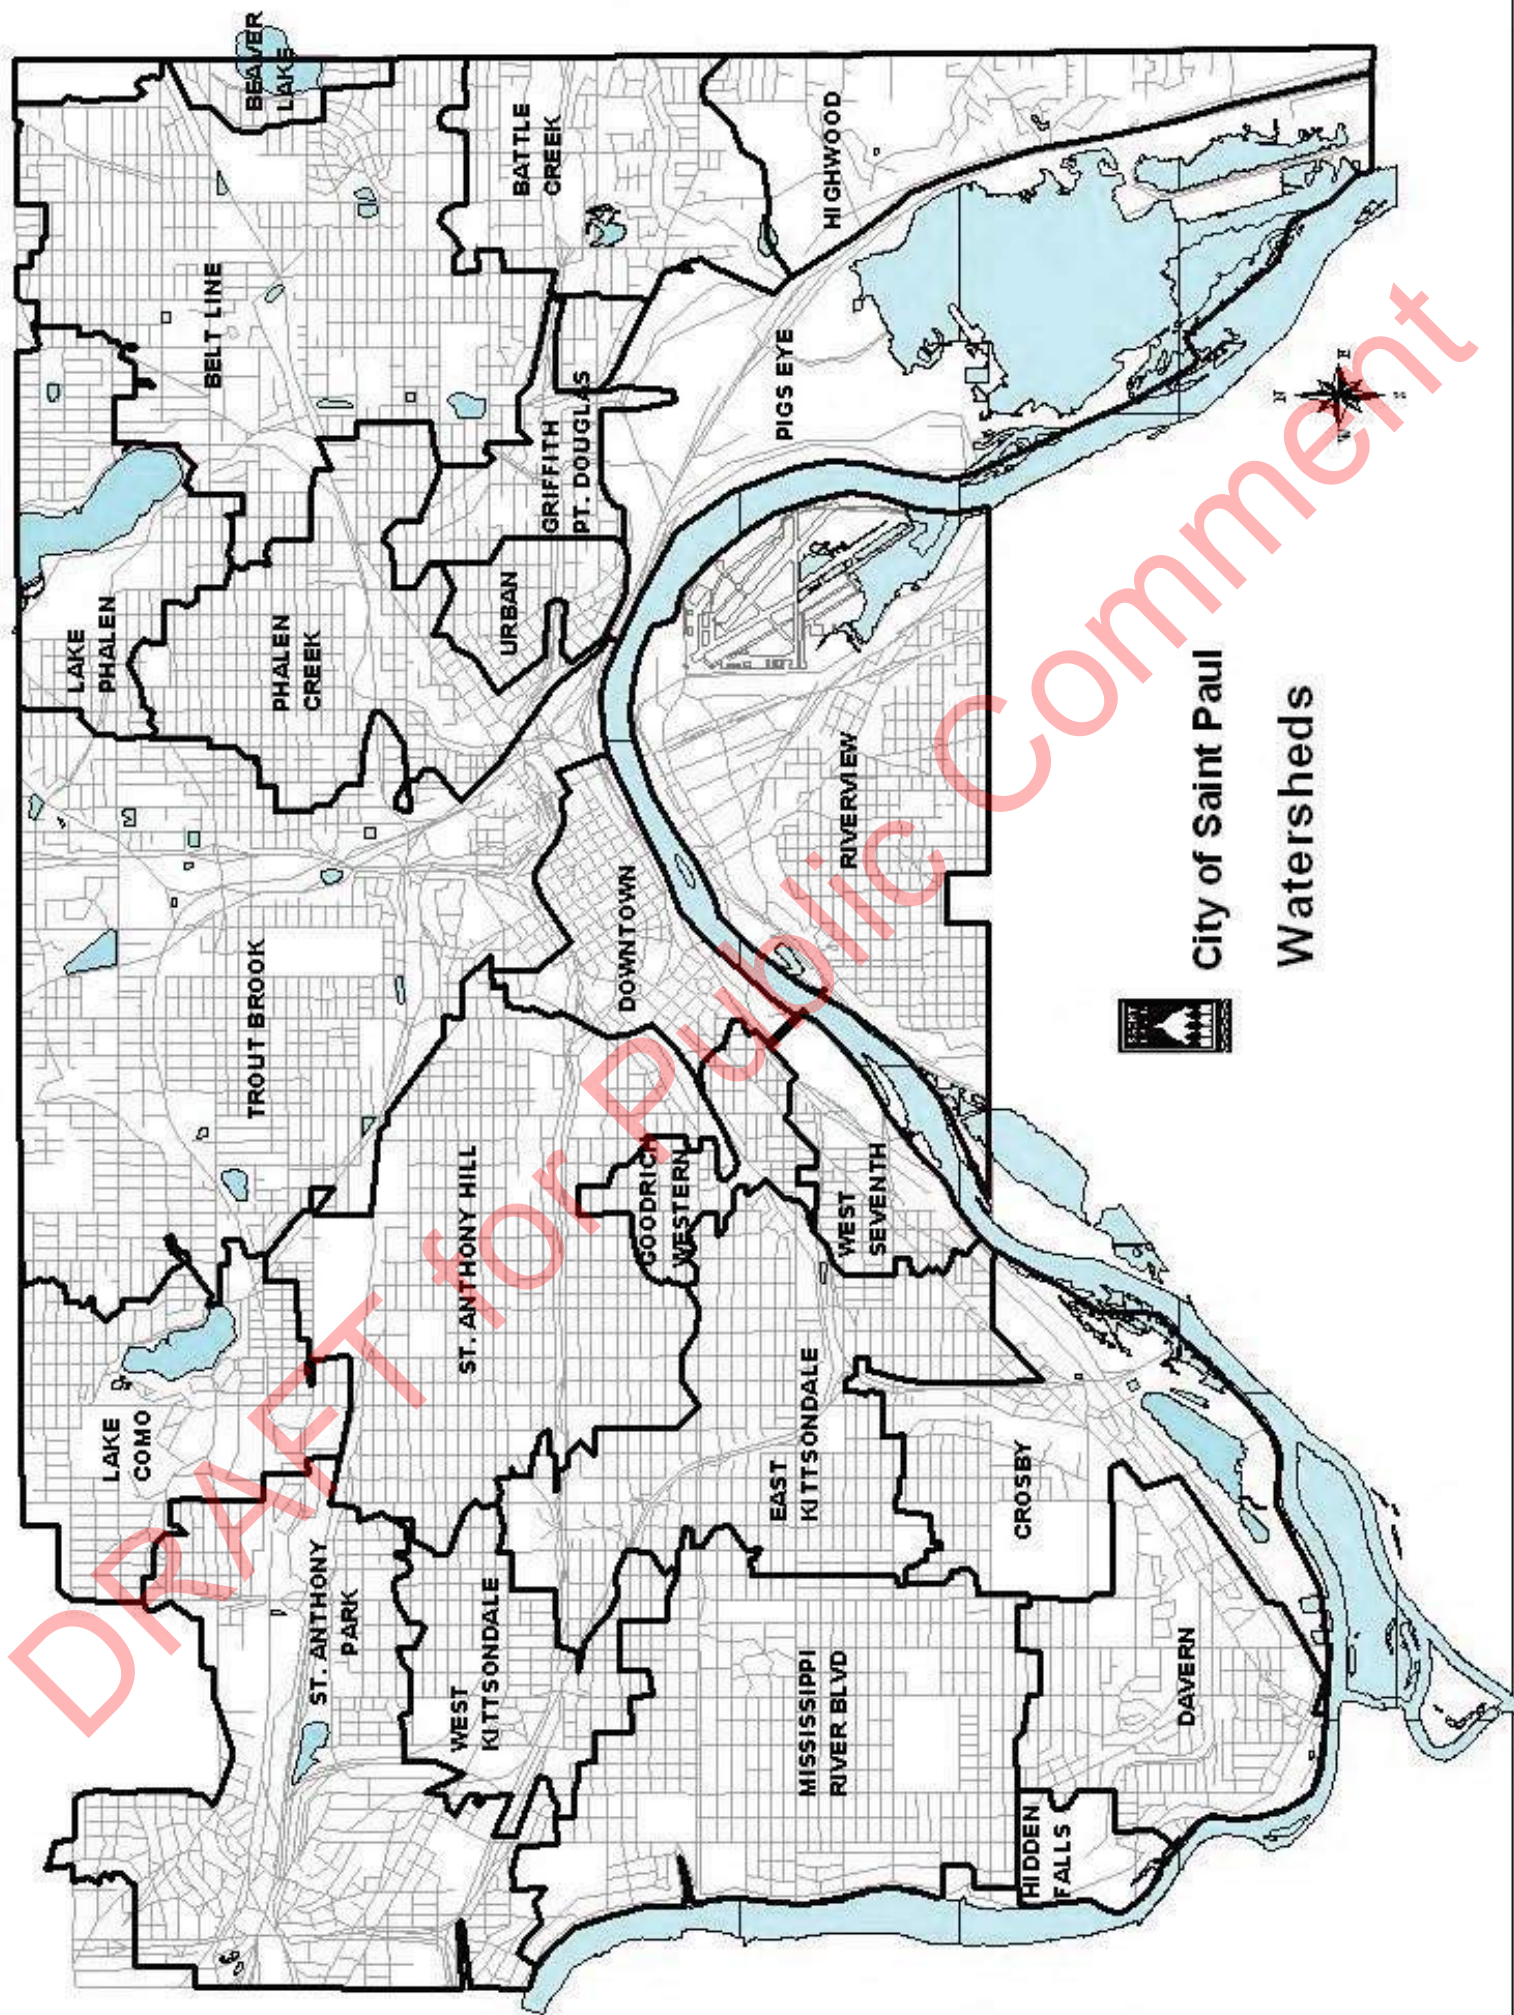 BEAVER
LAKE
BATTLE
CREEK
HIGHWOOD
BELT LINE
GRIFFITH
PT. DOUGLAS
PIGS EYE
LAKE
PHALEN
PHALEN
CREEK
URBAN
RIVERVIEW
DOWNTOWN
TROUT BROOK
ST. ANTHONY HILL
GOODRICH
WESTERN
WEST
SEVENTH
LAKE
COMO
EAST
KITTSONDALE
CROSBY
ST. ANTHONY
PARK
WEST
KITTSONDALE
MISSISSIPPI
RIVER BLVD
DAVERN
HIDDEN
FALLS
N
E
S
W
City of Saint Paul
Watersheds
DRAFT for Public Comment